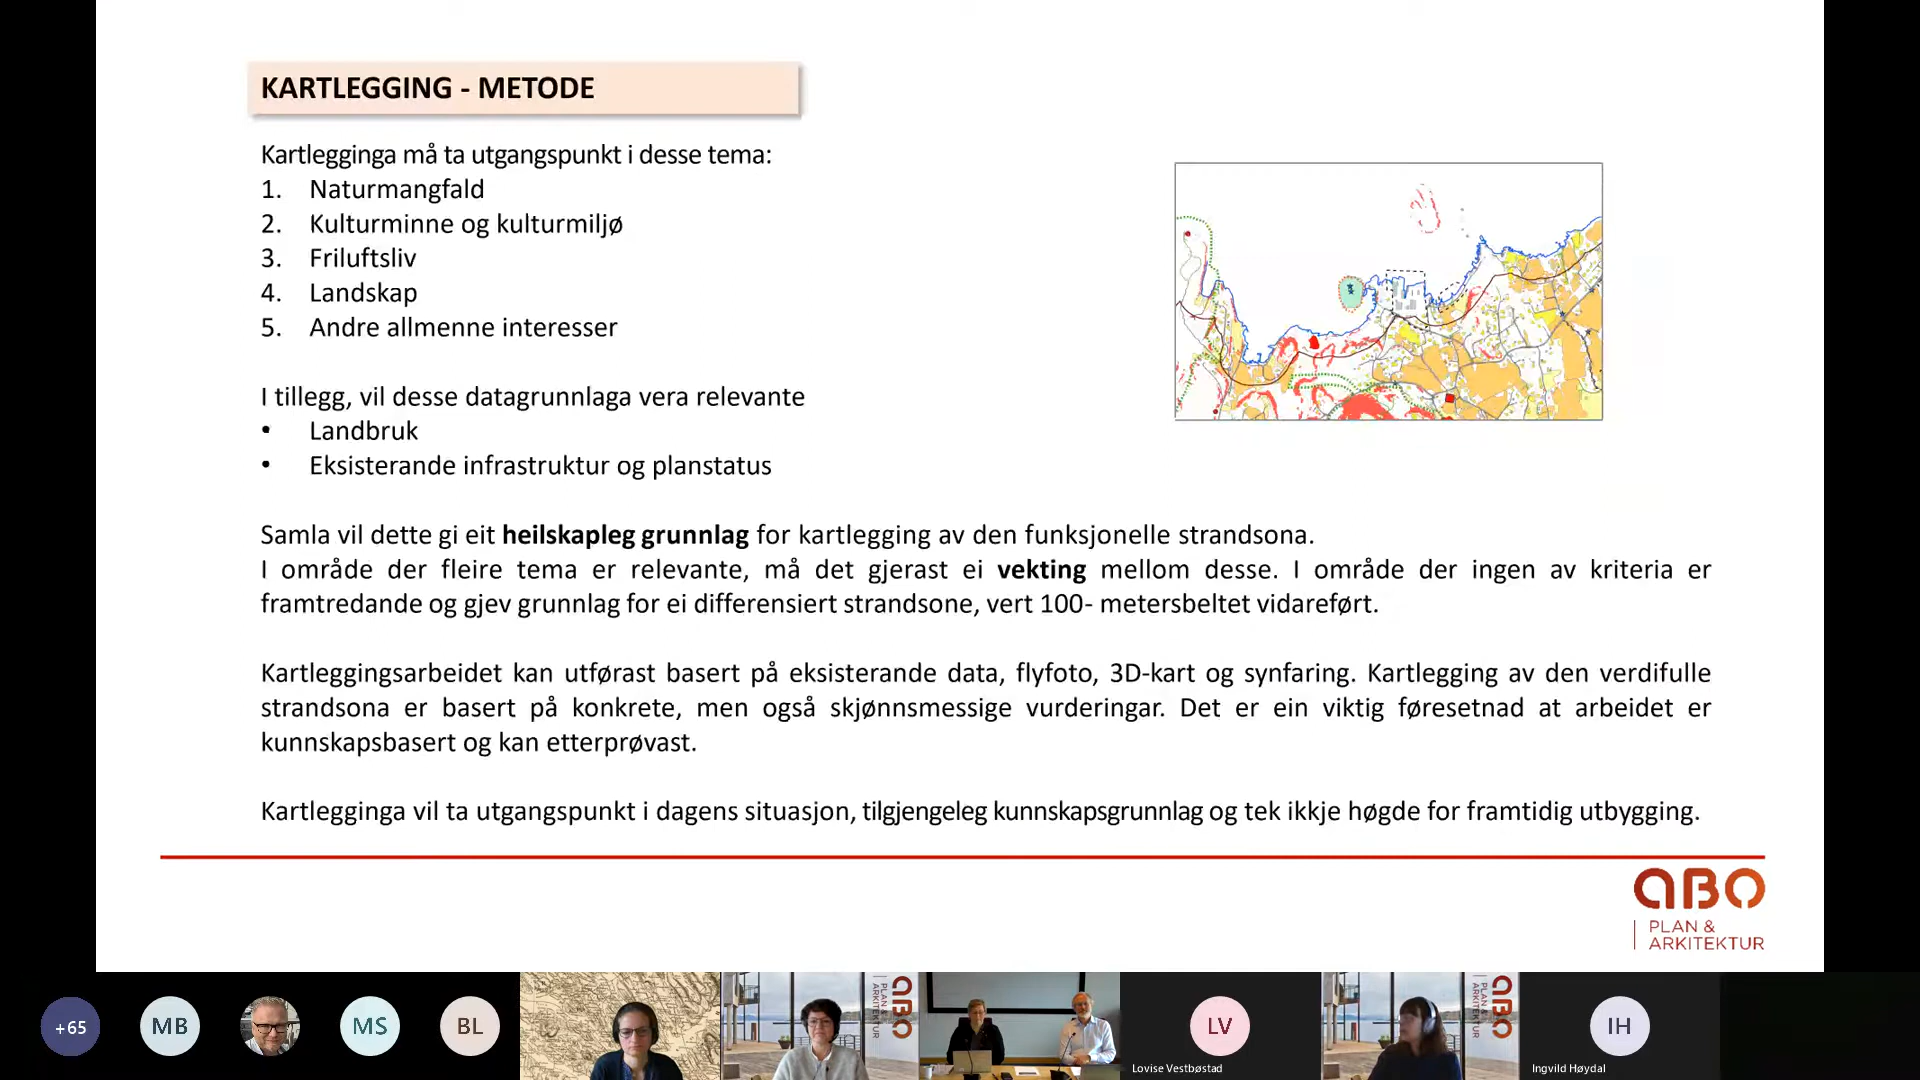 KARTLEGGING - METODE
Kartlegginga må ta utgangspunkt i desse tema:
1. Naturmangfald
2. Kulturminne og kulturmiljø
3. Friluftsliv
4. Landskap
5. Andre allmenne interesser
I tillegg, vil desse datagrunnlaga vera relevante
• Landbruk
• Eksisterande infrastruktur og planstatus
Samla vil dette gi eit heilskapleg grunnlag for kartlegging av den funksjonelle strandsona.
I område der fleire tema er relevante, må det gjerast ei vekting mellom desse. I område der ingen av kriteria er
framtredande og gjev grunnlag for ei differensiert strandsone, vert 100- metersbeltet vidareført.
Kartleggingsarbeidet kan utførast basert på eksisterande data, flyfoto, 3D-kart og synfaring. Kartlegging av den verdifulle
strandsona er basert på konkrete, men også skjønnsmessige vurderingar. Det er ein viktig føresetnad at arbeidet er
kunnskapsbasert og kan etterprøvast.
Kartlegginga vil ta utgangspunkt i dagens situasjon, tilgjengeleg kunnskapsgrunnlag og tek ikkje høgde for framtidig utbygging.
ABO
PLAN &
ARKITEKTUR
+65
MB
MS
BL
ABO
PLAN &
ARKITEKTUR
LV
Lovise Vestbøstad
ABO
PLAN &
ARKITEKTUR
IH
Ingvild Høydal